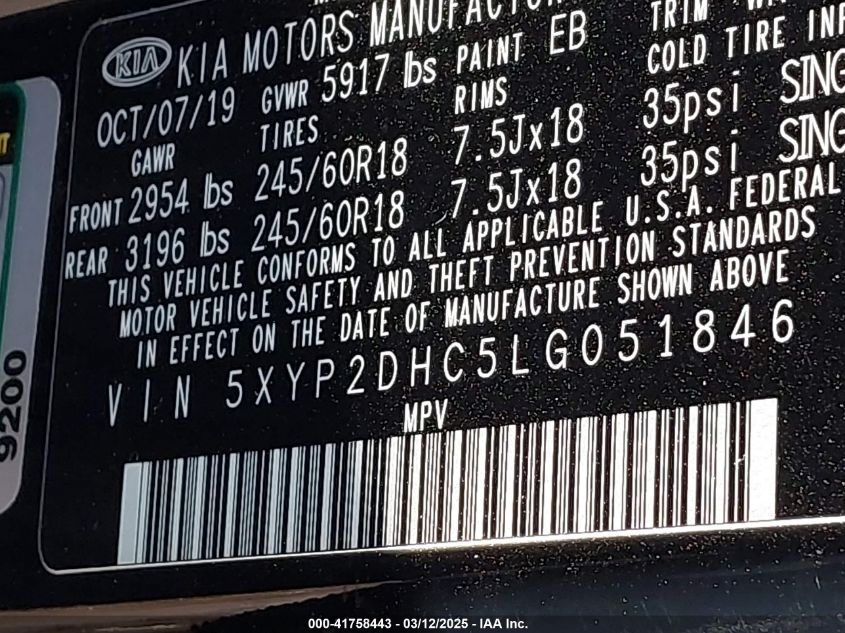 KIA KIA MOTORS MANUFACTUR
OCT/07/19 GVWR 5917 lbs PAINT EB TRIM
GAWR TIRES RIMS COLD TIRE INF
FRONT 2954 lbs 245/60R18 7.5Jx18 35psi SING
REAR 3196 lbs 245/60R18 7.5Jx18 35psi SING
THIS VEHICLE CONFORMS TO ALL APPLICABLE U.S.A. FEDERAL
MOTOR VEHICLE SAFETY AND THEFT PREVENTION STANDARDS
IN EFFECT ON THE DATE OF MANUFACTURE SHOWN ABOVE
VIN 5XYP2DHC5LG051846
MPV
9200
000-41758443 - 03/12/2025 - IAA Inc.